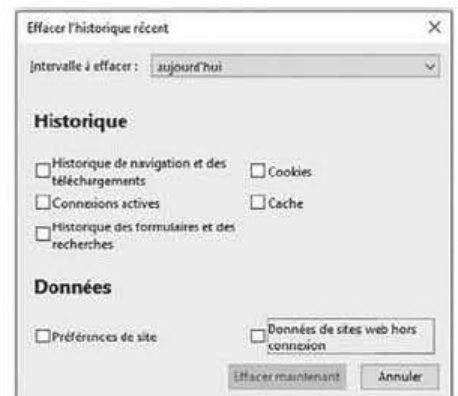 Effacer l'historique récent
Intervalle à effacer : aujourd'hui
Historique
Historique de navigation et des
téléchargements
Cookies
Connexions actives
Cache
Historique des formulaires et des
recherches
Données
Préférences de site
Données de sites web hors
connexion
Effacer maintenant
Annuler